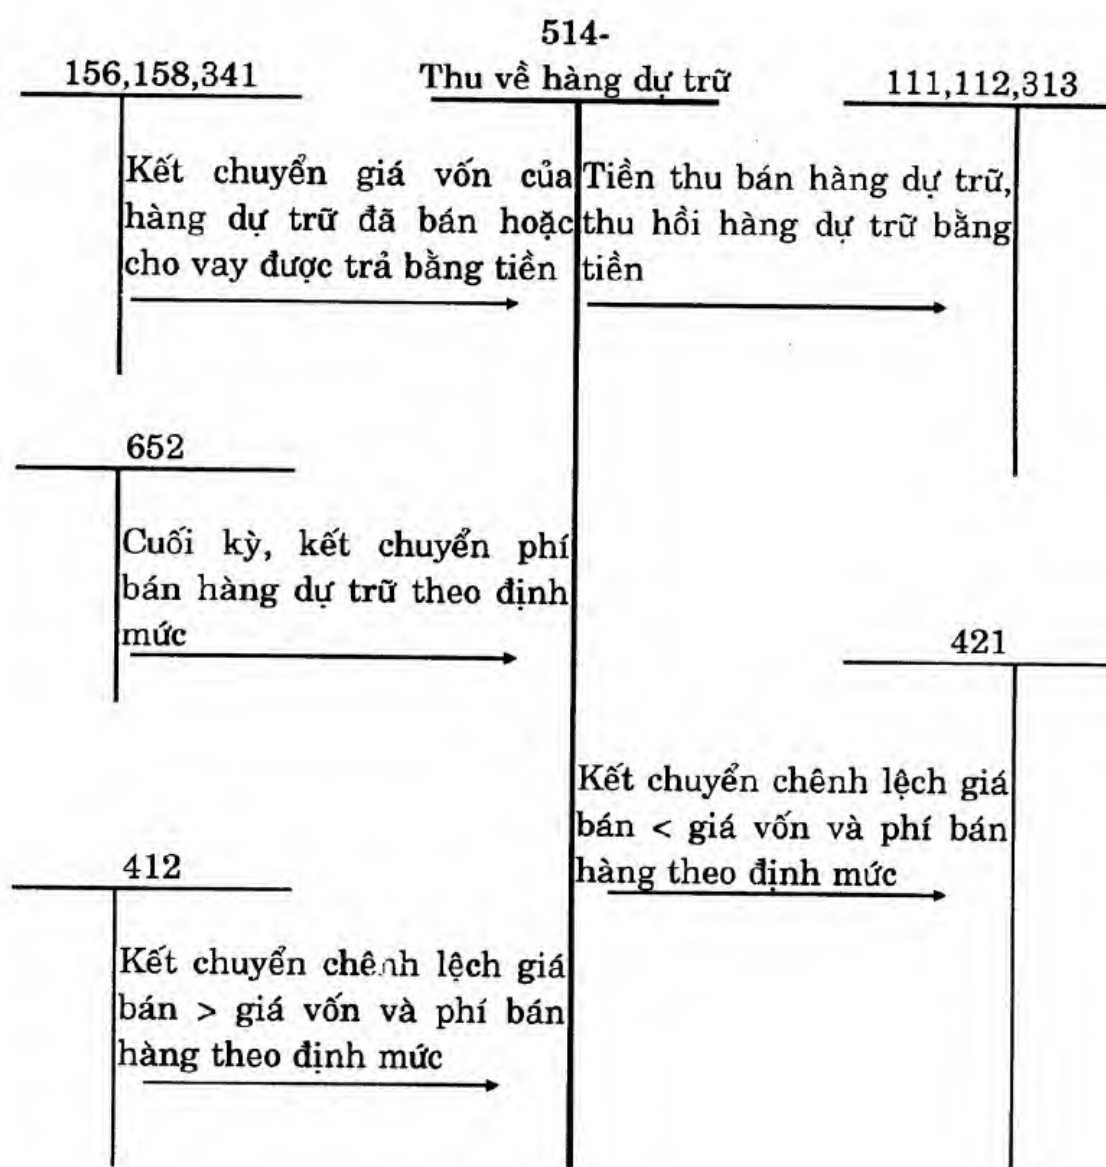 514-
156,158,341
Thu về hàng dự trữ
111,112,313
Kết chuyển giá vốn của
hàng dự trữ đã bán hoặc
cho vay được trả bằng tiền
Tiền thu bán hàng dự trữ,
thu hồi hàng dự trữ bằng
tiền
652
Cuối kỳ, kết chuyển phí
bán hàng dự trữ theo định
mức
421
Kết chuyển chênh lệch giá
bán < giá vốn và phí bán
hàng theo định mức
412
Kết chuyển chênh lệch giá
bán > giá vốn và phí bán
hàng theo định mức